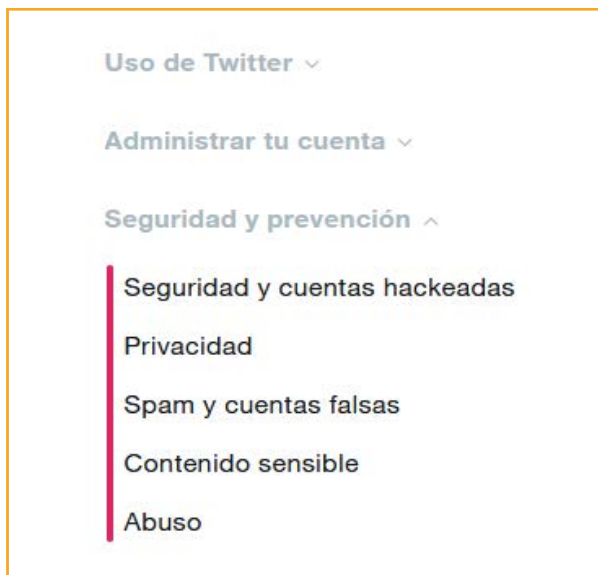 Uso de Twitter
Administrar tu cuenta
Seguridad y prevención
Seguridad y cuentas hackeadas
Privacidad
Spam y cuentas falsas
Contenido sensible
Abuso